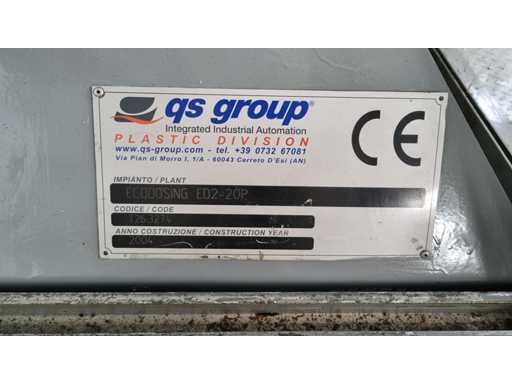 qs group®
Integrated Industrial Automation
PLASTIC DIVISION
www.qs-group.com - tel. +39 0732 67081
Via Pian di Morro I, 1/A - 60043 Cerreto D'Esi (AN)
CE
IMPIANTO / PLANT
ECODOSING ED2-20P
CODICE / CODE
ANNO COSTRUZIONE / CONSTRUCTION YEAR
2004